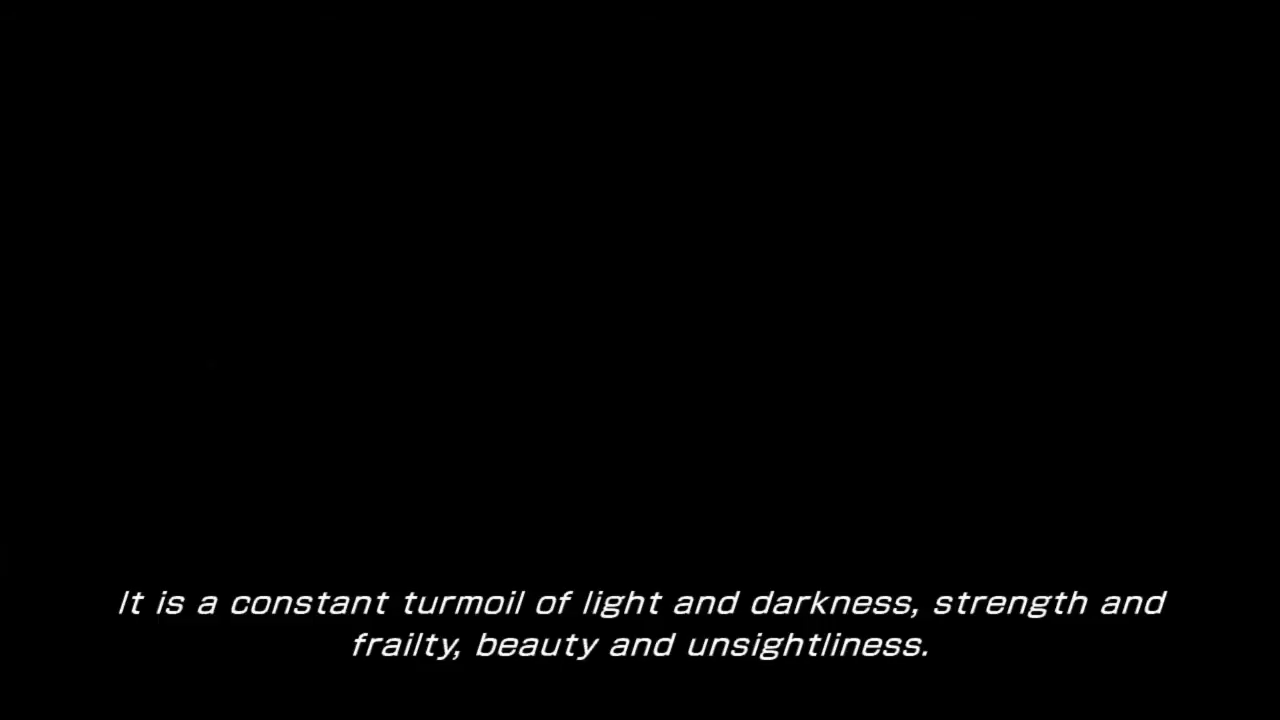 It is a constant turmoil of light and darkness, strength and
frailty, beauty and unsightliness.